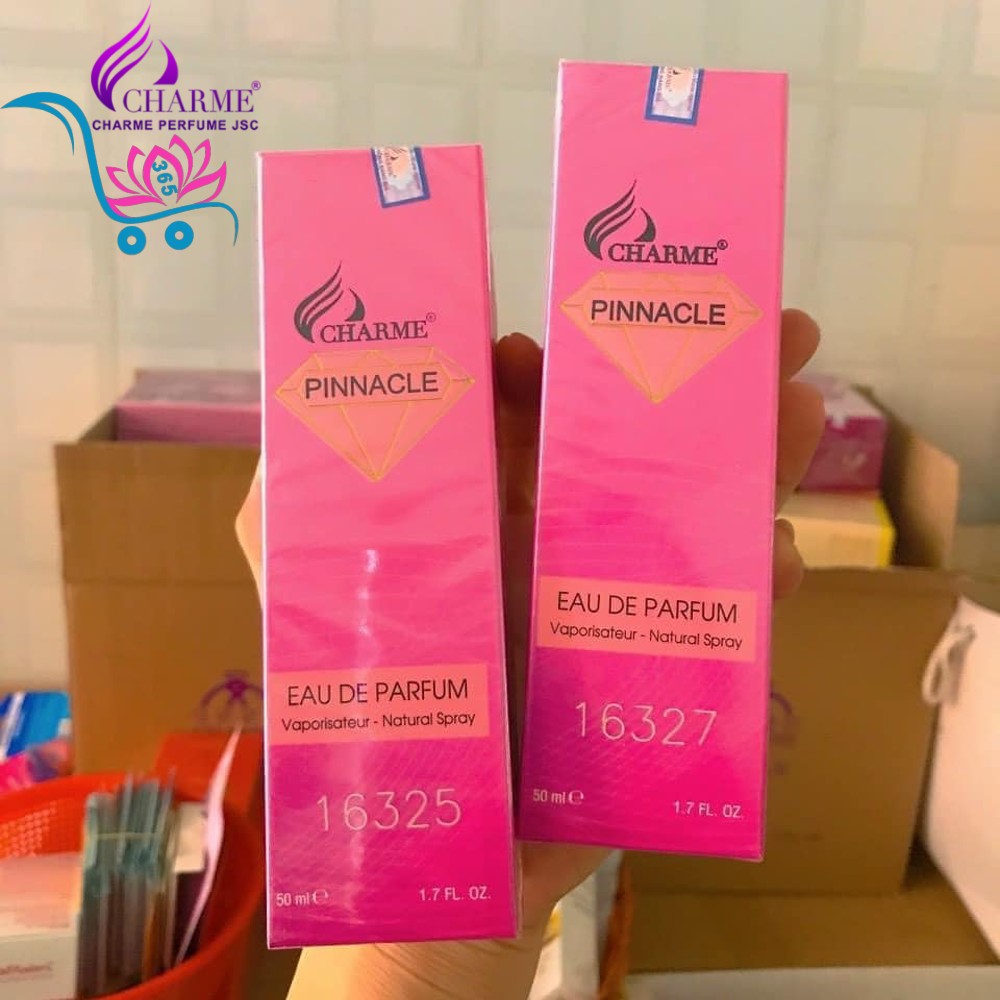 CHARME®
CHARME PERFUME JSC
365
CHARME®
PINNACLE
EAU DE PARFUM
Vaporisateur - Natural Spray
16325
50 ml ℮
1.7 FL. OZ.
CHARME®
PINNACLE
EAU DE PARFUM
Vaporisateur - Natural Spray
16327
50 ml ℮
1.7 FL. OZ.